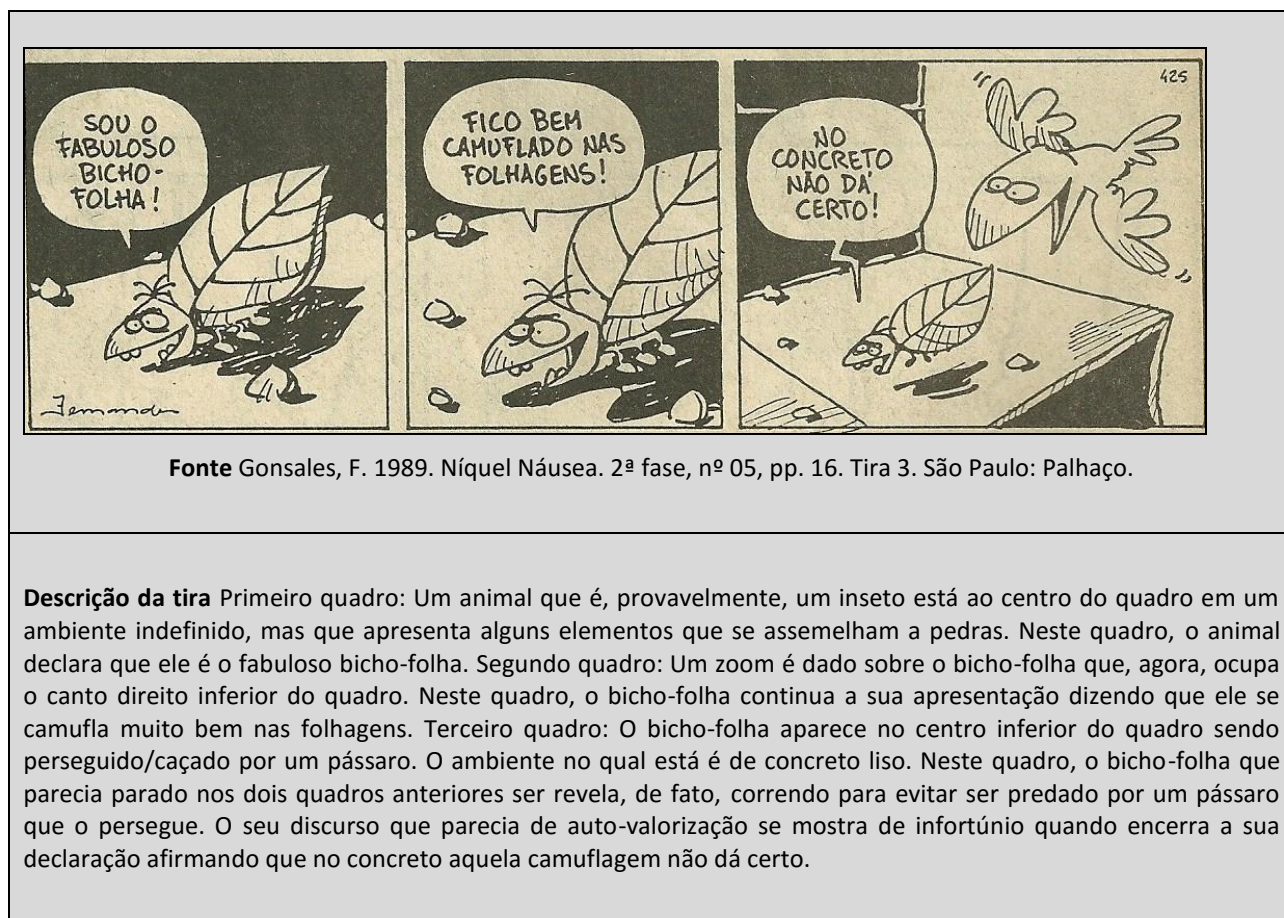 SOU O
FABULOSO
BICHO-
FOLHA!
FICO BEM
CAMUFLADO NAS
FOLHAGENS!
NO
CONCRETO
NÃO DÁ
CERTO!
425
Fernando
Fonte Gonsales, F. 1989. Níquel Náusea. 2ª fase, nº 05, pp. 16. Tira 3. São Paulo: Palhaço.
Descrição da tira Primeiro quadro: Um animal que é, provavelmente, um inseto está ao centro do quadro em um
ambiente indefinido, mas que apresenta alguns elementos que se assemelham a pedras. Neste quadro, o animal
declara que ele é o fabuloso bicho-folha. Segundo quadro: Um zoom é dado sobre o bicho-folha que, agora, ocupa
o canto direito inferior do quadro. Neste quadro, o bicho-folha continua a sua apresentação dizendo que ele se
camufla muito bem nas folhagens. Terceiro quadro: O bicho-folha aparece no centro inferior do quadro sendo
perseguido/caçado por um pássaro. O ambiente no qual está é de concreto liso. Neste quadro, o bicho-folha que
parecia parado nos dois quadros anteriores ser revela, de fato, correndo para evitar ser predado por um pássaro
que o persegue. O seu discurso que parecia de auto-valorização se mostra de infortúnio quando encerra a sua
declaração afirmando que no concreto aquela camuflagem não dá certo.